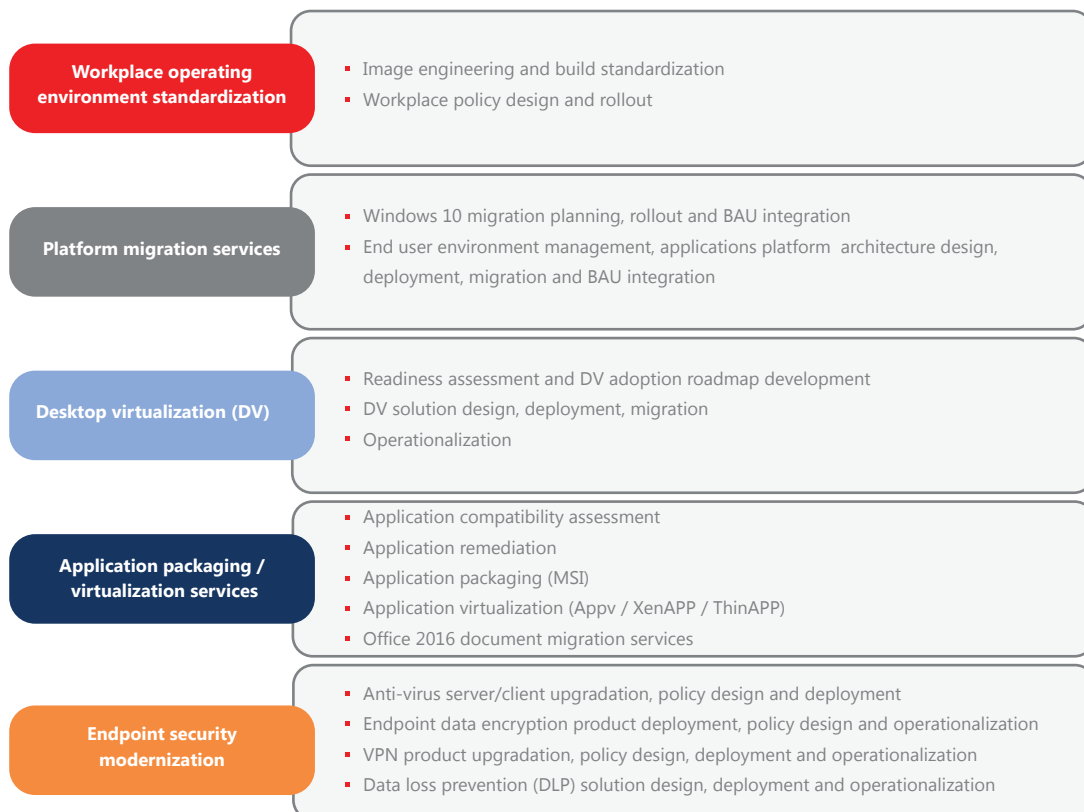 Workplace operating
environment standardization
▪ Image engineering and build standardization
▪ Workplace policy design and rollout
Platform migration services
▪ Windows 10 migration planning, rollout and BAU integration
▪ End user environment management, applications platform architecture design,
deployment, migration and BAU integration
Desktop virtualization (DV)
▪ Readiness assessment and DV adoption roadmap development
▪ DV solution design, deployment, migration
▪ Operationalization
Application packaging /
virtualization services
▪ Application compatibility assessment
▪ Application remediation
▪ Application packaging (MSI)
▪ Application virtualization (Appv / XenAPP / ThinAPP)
▪ Office 2016 document migration services
Endpoint security
modernization
▪ Anti-virus server/client upgradation, policy design and deployment
▪ Endpoint data encryption product deployment, policy design and operationalization
▪ VPN product upgradation, policy design, deployment and operationalization
▪ Data loss prevention (DLP) solution design, deployment and operationalization